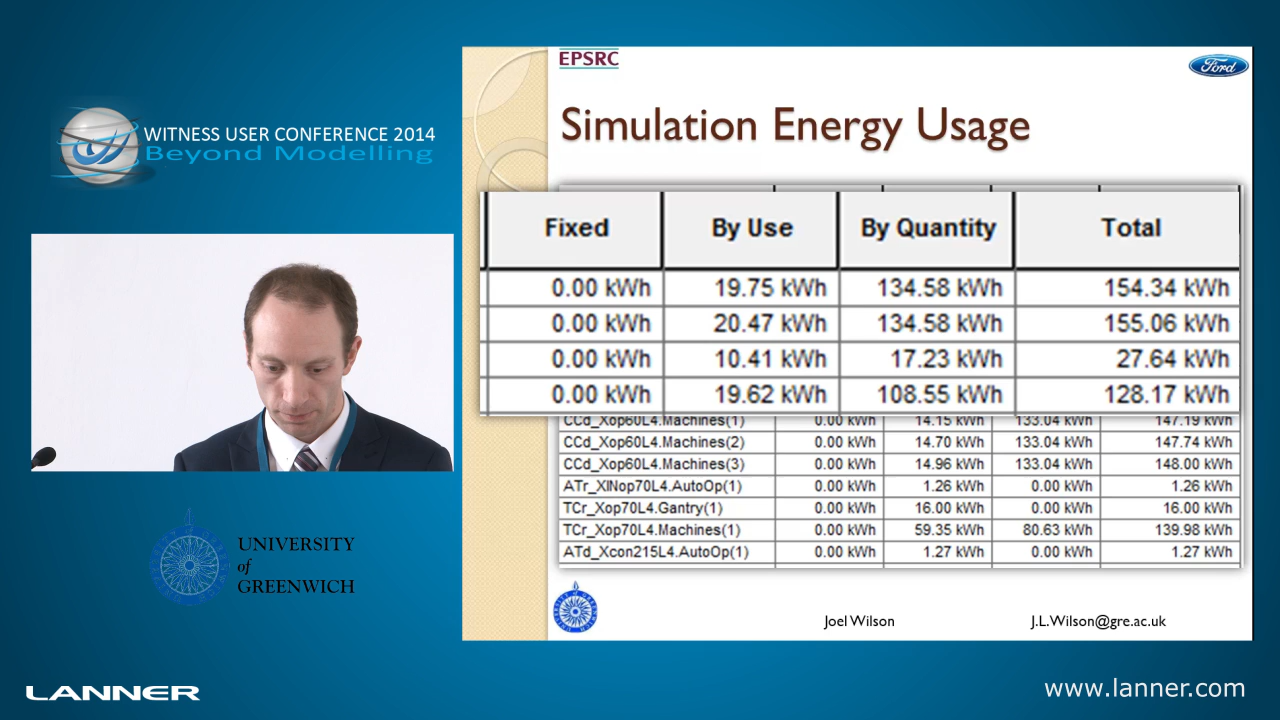 WITNESS USER CONFERENCE 2014
Beyond Modelling
UNIVERSITY
of
GREENWICH
LANNER
EPSRC
Ford
Simulation Energy Usage
Fixed By Use By Quantity Total
0.00 kWh 19.75 kWh 134.58 kWh 154.34 kWh
0.00 kWh 20.47 kWh 134.58 kWh 155.06 kWh
0.00 kWh 10.41 kWh 17.23 kWh 27.64 kWh
0.00 kWh 19.62 kWh 108.55 kWh 128.17 kWh
CCd_Xop60L4.Machines(1) 0.00 kWh 14.15 kWh 133.04 kWh 147.19 kWh
CCd_Xop60L4.Machines(2) 0.00 kWh 14.70 kWh 133.04 kWh 147.74 kWh
CCd_Xop60L4.Machines(3) 0.00 kWh 14.96 kWh 133.04 kWh 148.00 kWh
ATr_XINop70L4.AutoOp(1) 0.00 kWh 1.26 kWh 0.00 kWh 1.26 kWh
TCr_Xop70L4.Gantry(1) 0.00 kWh 16.00 kWh 0.00 kWh 16.00 kWh
TCr_Xop70L4.Machines(1) 0.00 kWh 59.35 kWh 80.63 kWh 139.98 kWh
ATd_Xcon215L4.AutoOp(1) 0.00 kWh 1.27 kWh 0.00 kWh 1.27 kWh
Joel Wilson J.L.Wilson@gre.ac.uk
www.lanner.com